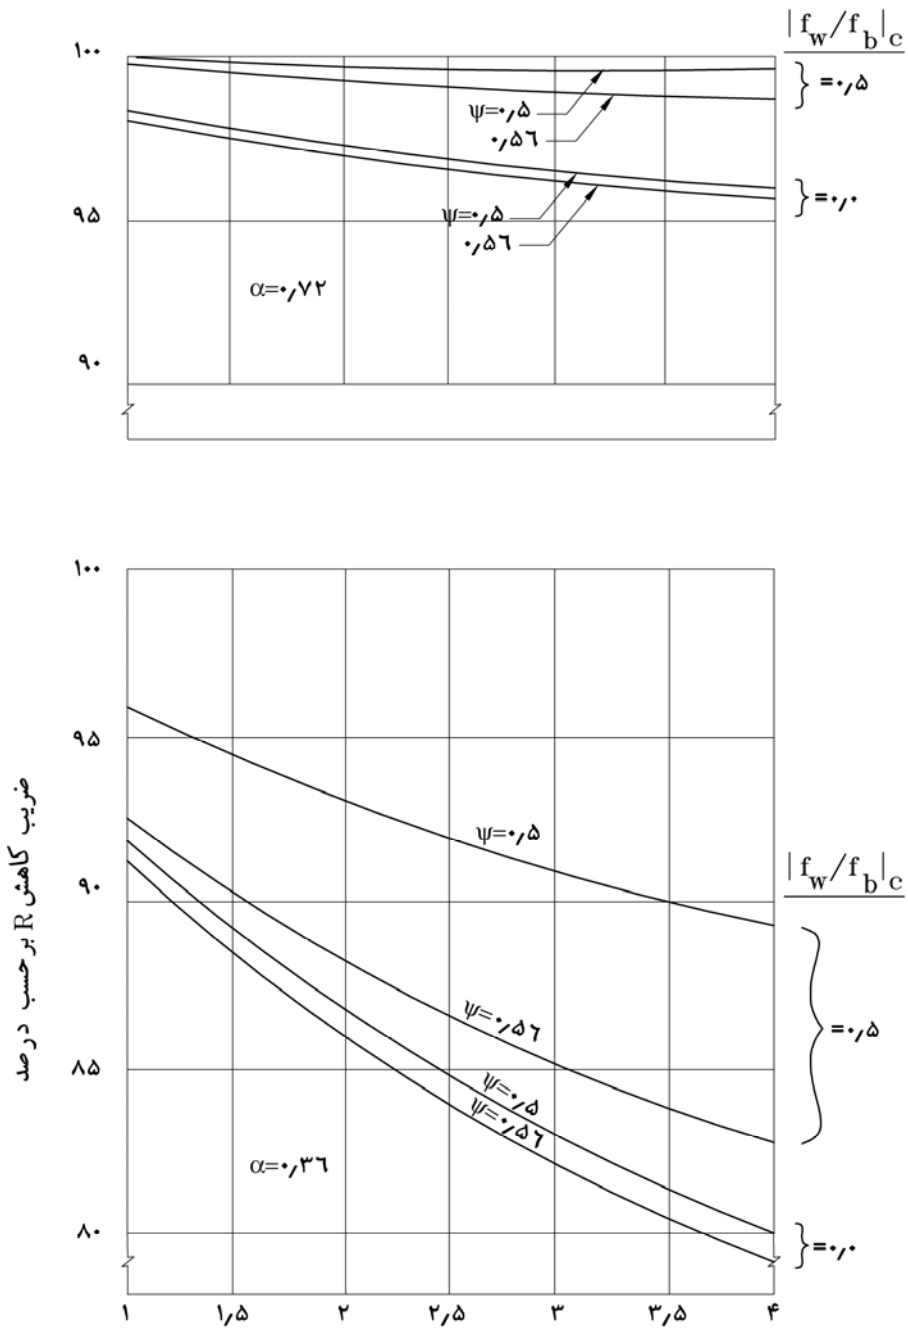 |f_w/f_b|_c
۱۰۰
=۰٫۵
ψ=۰٫۵
۰٫۵۶
=۰٫۰
۹۵
ψ=۰٫۵
۰٫۵۶
α=۰٫۷۲
۹۰
۱۰۰
۹۵
ψ=۰٫۵
|f_w/f_b|_c
۹۰
ψ=۰٫۵۶
=۰٫۵
۸۵
ψ=۰٫۵
ψ=۰٫۵۶
α=۰٫۳۶
۸۰
=۰٫۰
ضریب کاهش R بر حسب درصد
۱ ۱٫۵ ۲ ۲٫۵ ۳ ۳٫۵ ۴